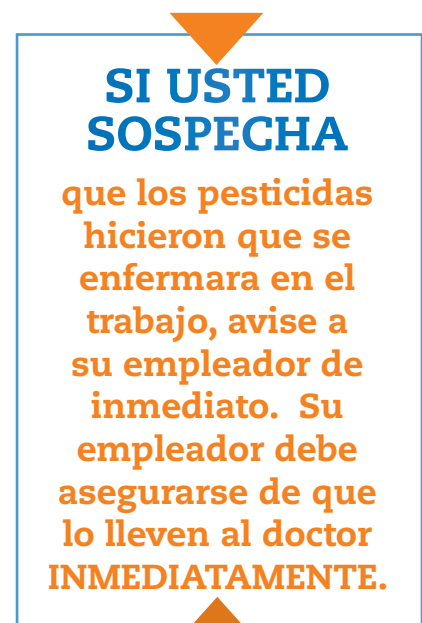 SI USTED
SOSPECHA
que los pesticidas
hicieron que se
enfermara en el
trabajo, avise a
su empleador de
inmediato.  Su
empleador debe
asegurarse de que
lo lleven al doctor
INMEDIATAMENTE.